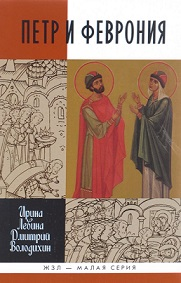 ПЕТР И ФЕВРОНИЯ
Ирина
Левина
Дмитрий
Володихин
ЖЗЛ — МАЛАЯ СЕРИЯ